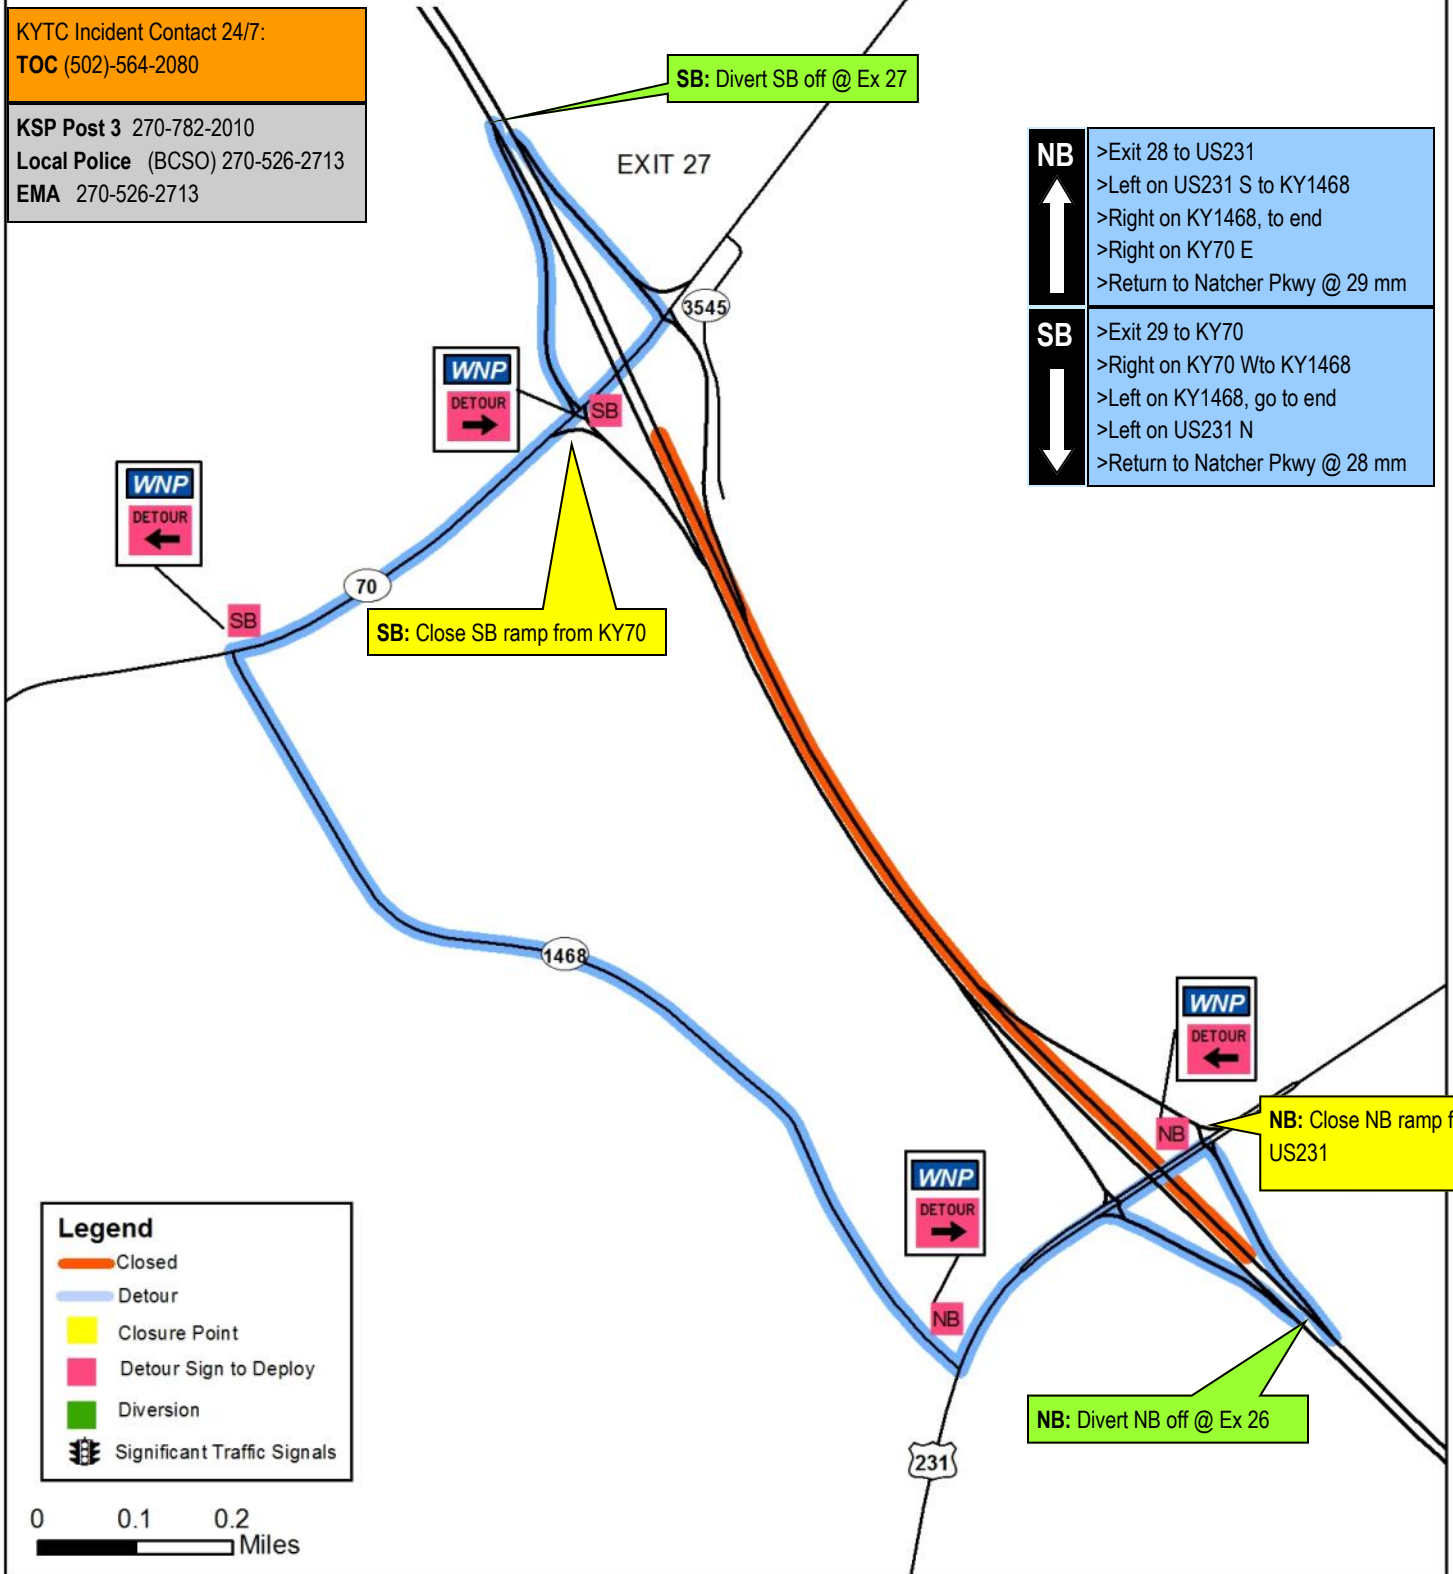 KYTC Incident Contact 24/7:
TOC (502)-564-2080
KSP Post 3 270-782-2010
Local Police (BCSO) 270-526-2713
EMA 270-526-2713
SB: Divert SB off @ Ex 27
EXIT 27
NB
>Exit 28 to US231
>Left on US231 S to KY1468
>Right on KY1468, to end
>Right on KY70 E
>Return to Natcher Pkwy @ 29 mm
SB
>Exit 29 to KY70
>Right on KY70 Wto KY1468
>Left on KY1468, go to end
>Left on US231 N
>Return to Natcher Pkwy @ 28 mm
3545
WNP
DETOUR
SB
WNP
DETOUR
SB
70
SB: Close SB ramp from KY70
1468
WNP
DETOUR
NB
NB: Close NB ramp f
US231
WNP
DETOUR
NB
NB: Divert NB off @ Ex 26
231
Legend
Closed
Detour
Closure Point
Detour Sign to Deploy
Diversion
Significant Traffic Signals
0 0.1 0.2
Miles